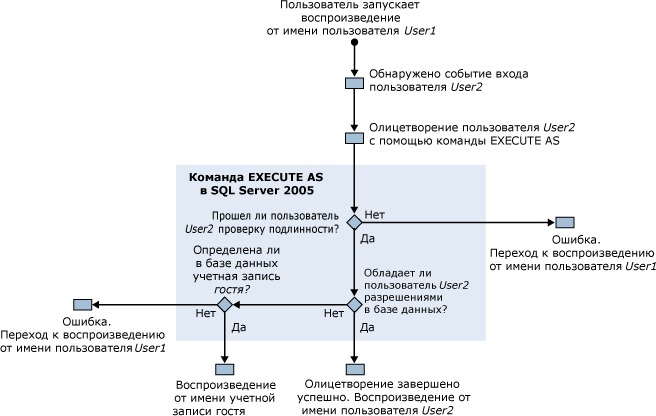 Пользователь запускает
воспроизведение
от имени пользователя User1
Обнаружено событие входа
пользователя User2
Олицетворение пользователя User2
с помощью команды EXECUTE AS
Команда EXECUTE AS
в SQL Server 2005
Прошел ли пользователь
User2 проверку подлинности?
Нет
Да
Ошибка.
Переход к воспроизведению
от имени пользователя User1
Определена ли
в базе данных
учетная запись
гостя?
Обладает ли
пользователь User2
разрешениями
в базе данных?
Нет
Да
Нет
Да
Ошибка.
Переход к воспроизведению
от имени пользователя User1
Воспроизведение
от имени учетной
записи гостя
Олицетворение завершено
успешно. Воспроизведение от
имени пользователя User2